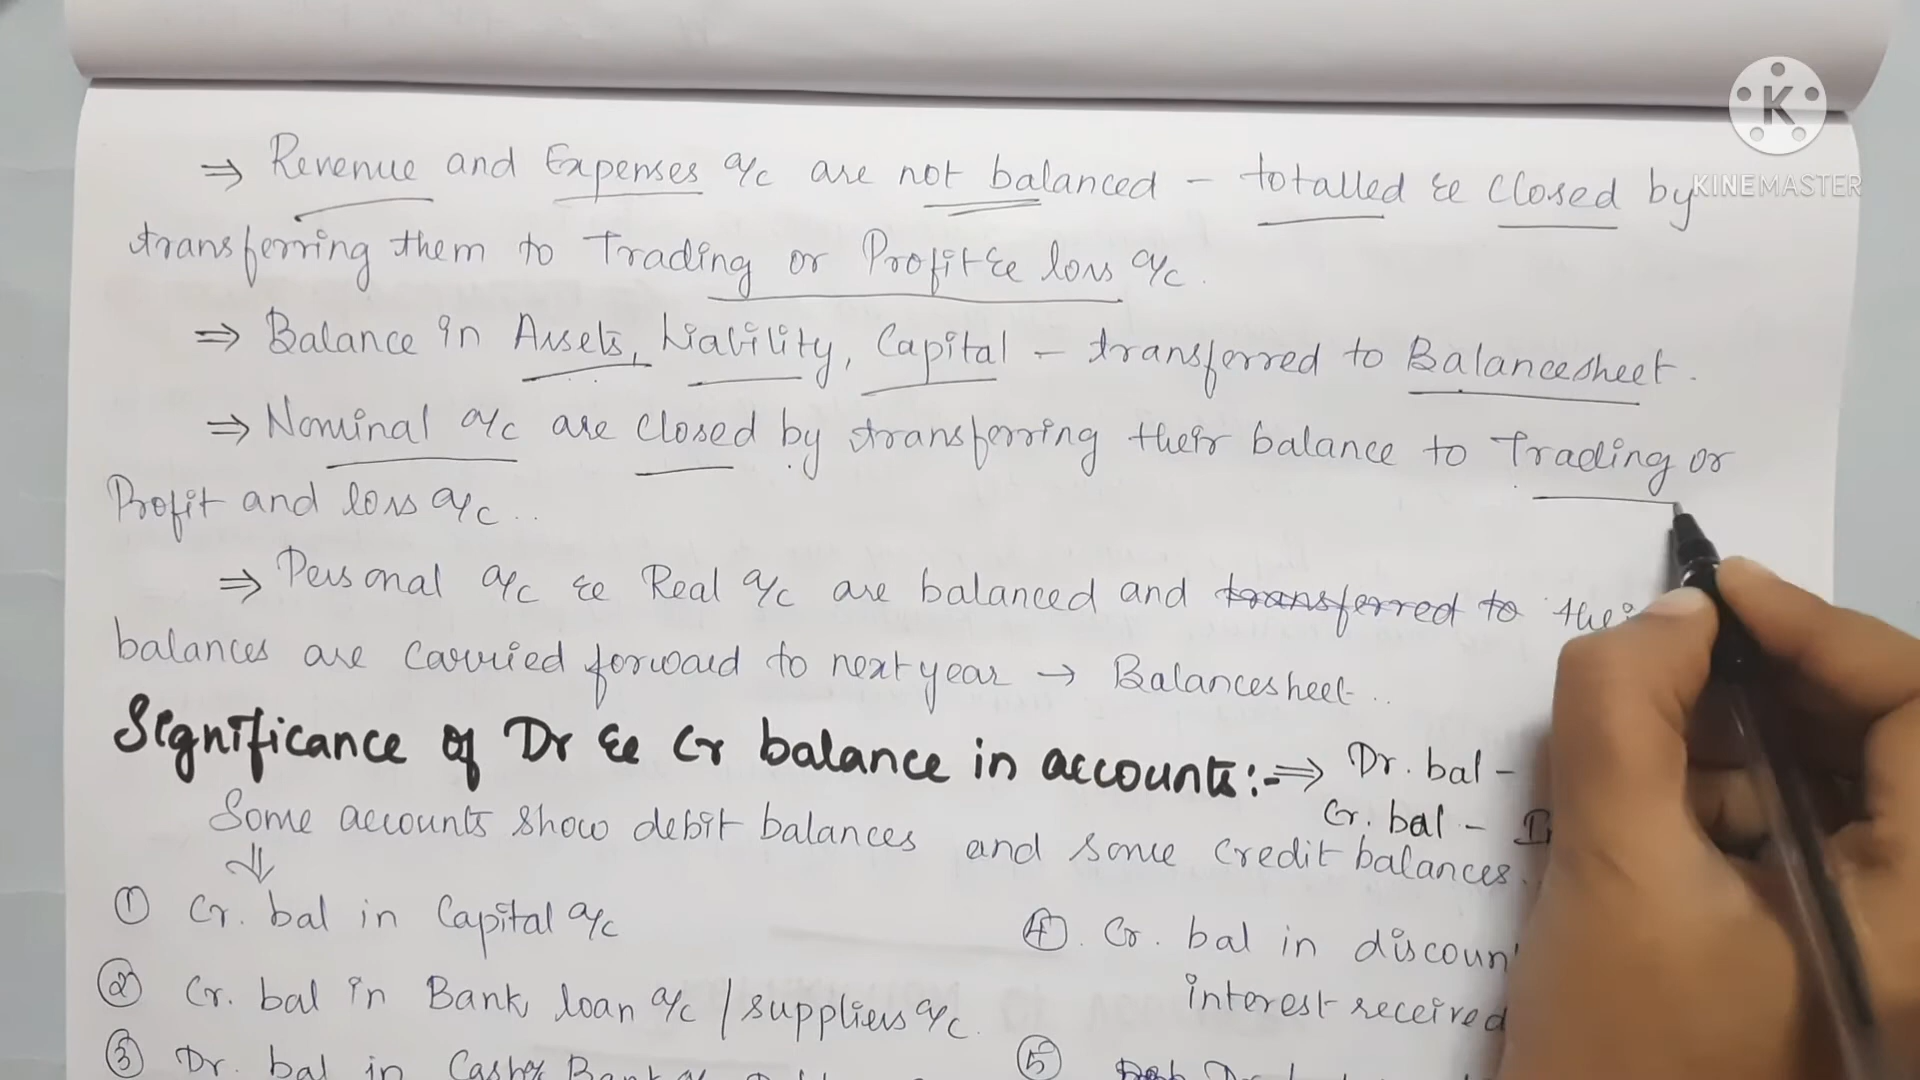 ⇒ Revenue and Expenses a/c are not balanced - totalled & closed by
transferring them to Trading or Profit & loss a/c.
⇒ Balance in Assets, Liability, Capital - transferred to Balancesheet.
⇒ Nominal a/c are closed by transferring their balance to Trading or
Profit and loss a/c..
⇒ Personal a/c & Real a/c are balanced and transferred to thei
balances are carried forward to next year → Balancesheet..
Significance of Dr & Cr balance in accounts:-⇒ Dr. bal -
Cr. bal -
Some accounts show debit balances and some credit balances..
⇓
① Cr. bal in Capital a/c
② Cr. bal in Bank loan a/c / suppliers a/c.
③ Dr. bal in Cash
④. Cr. bal in discoun
interest received
⑤
K
KINEMASTER